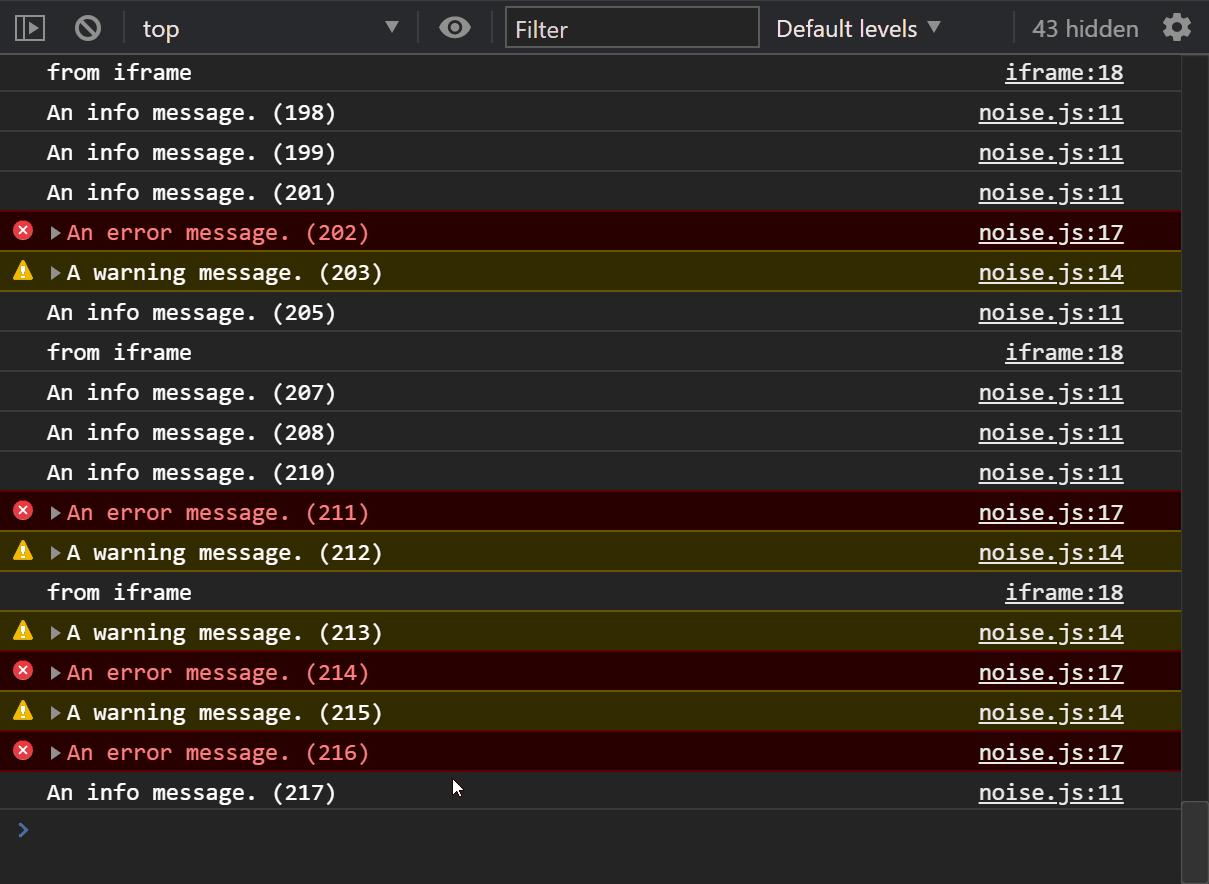 top Filter Default levels 43 hidden
from iframe iframe:18
An info message. (198) noise.js:11
An info message. (199) noise.js:11
An info message. (201) noise.js:11
An error message. (202) noise.js:17
A warning message. (203) noise.js:14
An info message. (205) noise.js:11
from iframe iframe:18
An info message. (207) noise.js:11
An info message. (208) noise.js:11
An info message. (210) noise.js:11
An error message. (211) noise.js:17
A warning message. (212) noise.js:14
from iframe iframe:18
A warning message. (213) noise.js:14
An error message. (214) noise.js:17
A warning message. (215) noise.js:14
An error message. (216) noise.js:17
An info message. (217) noise.js:11